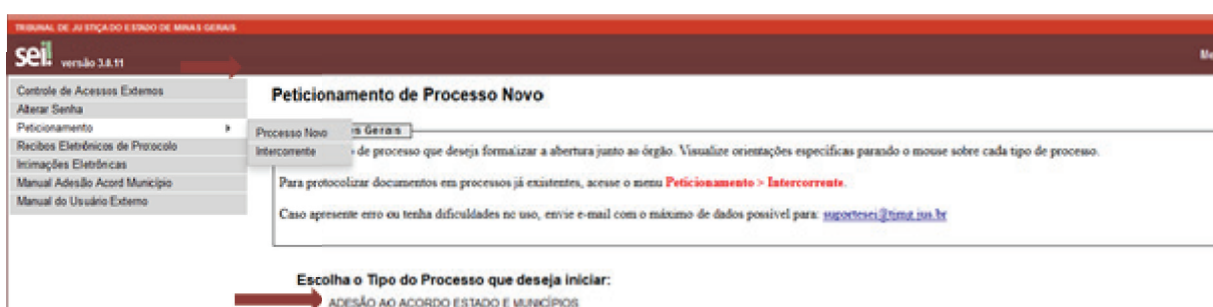 TRIBUNAL DE JUSTIÇA DO ESTADO DE MINAS GERAIS
sei! versão 3.8.11
Me
Controle de Acessos Externos
Alterar Senha
Peticionamento
Recibos Eletrônicos de Protocolo
Intimações Eletrônicas
Manual Adesão Acord Município
Manual do Usuário Externo
Processo Novo
Intercorrente
Peticionamento de Processo Novo
s Gerais
o de processo que deseja formalizar a abertura junto ao órgão. Visualize orientações específicas parando o mouse sobre cada tipo de processo.
Para protocolizar documentos em processos já existentes, acesse o menu Peticionamento > Intercorrente.
Caso apresente erro ou tenha dificuldades no uso, envie e-mail com o máximo de dados possível para: suportesei@tjmg.jus.br
Escolha o Tipo do Processo que deseja iniciar:
ADESÃO AO ACORDO ESTADO E MUNICÍPIOS